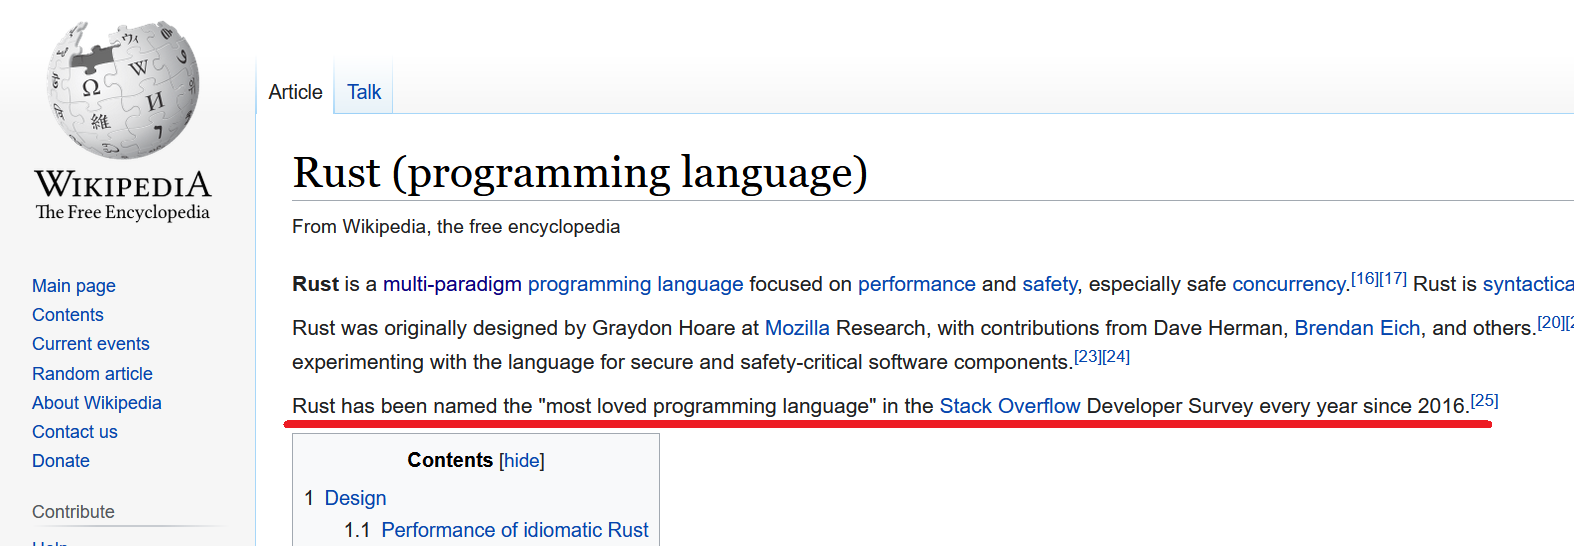 WIKIPEDIA
The Free Encyclopedia
Main page
Contents
Current events
Random article
About Wikipedia
Contact us
Donate
Contribute
Article Talk
Rust (programming language)
From Wikipedia, the free encyclopedia
Rust is a multi-paradigm programming language focused on performance and safety, especially safe concurrency.[16][17] Rust is
Rust was originally designed by Graydon Hoare at Mozilla Research, with contributions from Dave Herman, Brendan Eich, and others.[20]
experimenting with the language for secure and safety-critical software components.[23][24]
Rust has been named the "most loved programming language" in the Stack Overflow Developer Survey every year since 2016.[25]
Contents [hide]
1 Design
1.1 Performance of idiomatic Rust